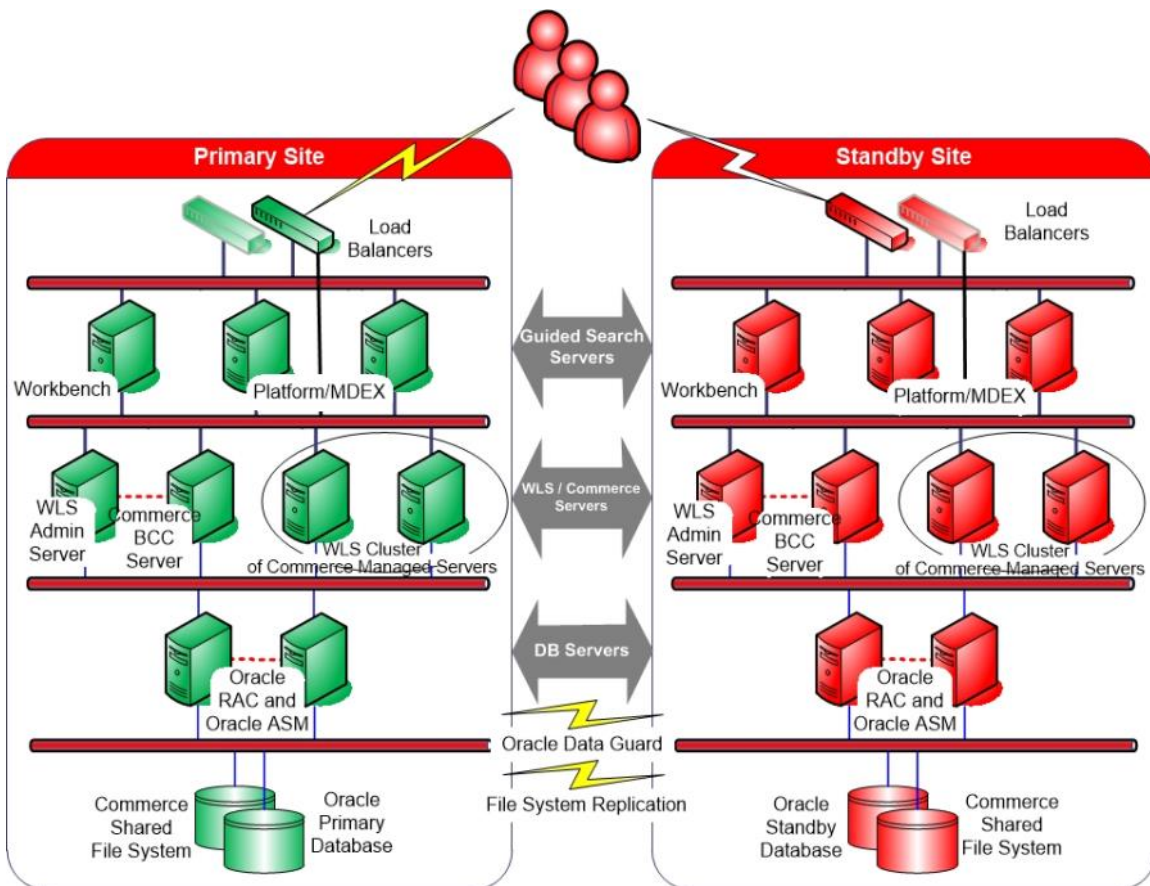 Primary Site
Standby Site
Load
Balancers
Load
Balancers
Guided Search
Servers
Workbench
Platform/MDEX
Workbench
Platform/MDEX
WLS / Commerce
Servers
WLS
Admin
Server
Commerce
BCC
Server
WLS Cluster
of Commerce Managed Servers
WLS
Admin
Server
Commerce
BCC
Server
WLS Cluster
of Commerce Managed Servers
DB Servers
Oracle
RAC and
Oracle ASM
Oracle
RAC and
Oracle ASM
Oracle Data Guard
File System Replication
Commerce
Shared
File System
Oracle
Primary
Database
Oracle
Standby
Database
Commerce
Shared
File System